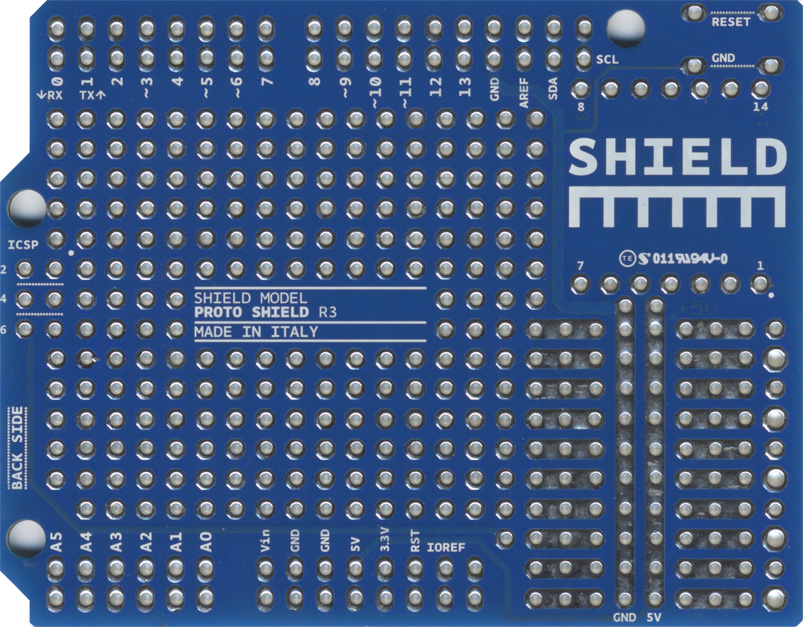 RESET
GND
SCL
0 1 2 ~3 4 ~5 ~6 7 8 ~9 ~10 ~11 12 13 GND AREF SDA
↓RX TX↑
8 14
SHIELD
ICSP
7 1
2
4
6
SHIELD MODEL
PROTO SHIELD R3
MADE IN ITALY
+5V
BACK SIDE
A5 A4 A3 A2 A1 A0 Vin GND GND 5V 3.3V RST IOREF
GND 5V